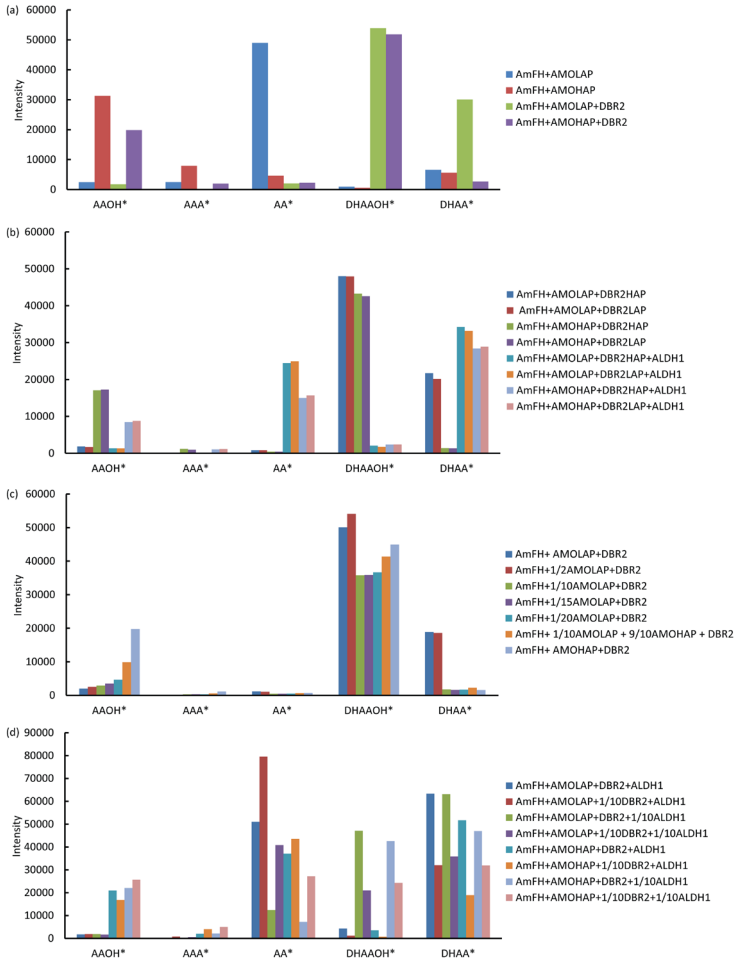 (a)
60000
50000
40000
30000
20000
10000
0
Intensity
AAOH* AAA* AA* DHAAOH* DHAA*
AmFH+AMOLAP
AmFH+AMOHAP
AmFH+AMOLAP+DBR2
AmFH+AMOHAP+DBR2
(b)
60000
50000
40000
30000
20000
10000
0
Intensity
AAOH* AAA* AA* DHAAOH* DHAA*
AmFH+AMOLAP+DBR2HAP
AmFH+AMOLAP+DBR2LAP
AmFH+AMOHAP+DBR2HAP
AmFH+AMOHAP+DBR2LAP
AmFH+AMOLAP+DBR2HAP+ALDH1
AmFH+AMOLAP+DBR2LAP+ALDH1
AmFH+AMOHAP+DBR2HAP+ALDH1
AmFH+AMOHAP+DBR2LAP+ALDH1
(c)
60000
50000
40000
30000
20000
10000
0
Intensity
AAOH* AAA* AA* DHAAOH* DHAA*
AmFH+ AMOLAP+DBR2
AmFH+1/2AMOLAP+DBR2
AmFH+1/10AMOLAP+DBR2
AmFH+1/15AMOLAP+DBR2
AmFH+1/20AMOLAP+DBR2
AmFH+ 1/10AMOLAP + 9/10AMOHAP + DBR2
AmFH+ AMOHAP+DBR2
(d)
90000
80000
70000
60000
50000
40000
30000
20000
10000
0
Intensity
AAOH* AAA* AA* DHAAOH* DHAA*
AmFH+AMOLAP+DBR2+ALDH1
AmFH+AMOLAP+1/10DBR2+ALDH1
AmFH+AMOLAP+DBR2+1/10ALDH1
AmFH+AMOLAP+1/10DBR2+1/10ALDH1
AmFH+AMOHAP+DBR2+ALDH1
AmFH+AMOHAP+1/10DBR2+ALDH1
AmFH+AMOHAP+DBR2+1/10ALDH1
AmFH+AMOHAP+1/10DBR2+1/10ALDH1